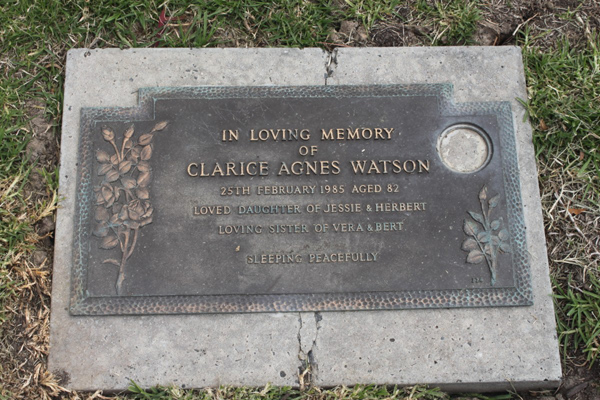 IN LOVING MEMORY
OF
CLARICE AGNES WATSON
25TH FEBRUARY 1985 AGED 82
LOVED DAUGHTER OF JESSIE & HERBERT
LOVING SISTER OF VERA & BERT
SLEEPING PEACEFULLY